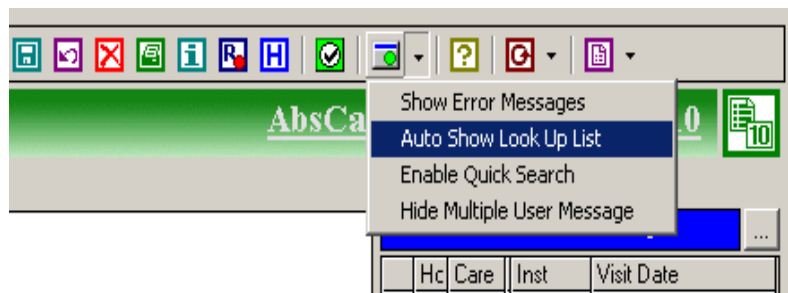 R H ?
Show Error Messages
AbsCa 0 10
Auto Show Look Up List
Enable Quick Search
Hide Multiple User Message
...
Hc Care Inst Visit Date